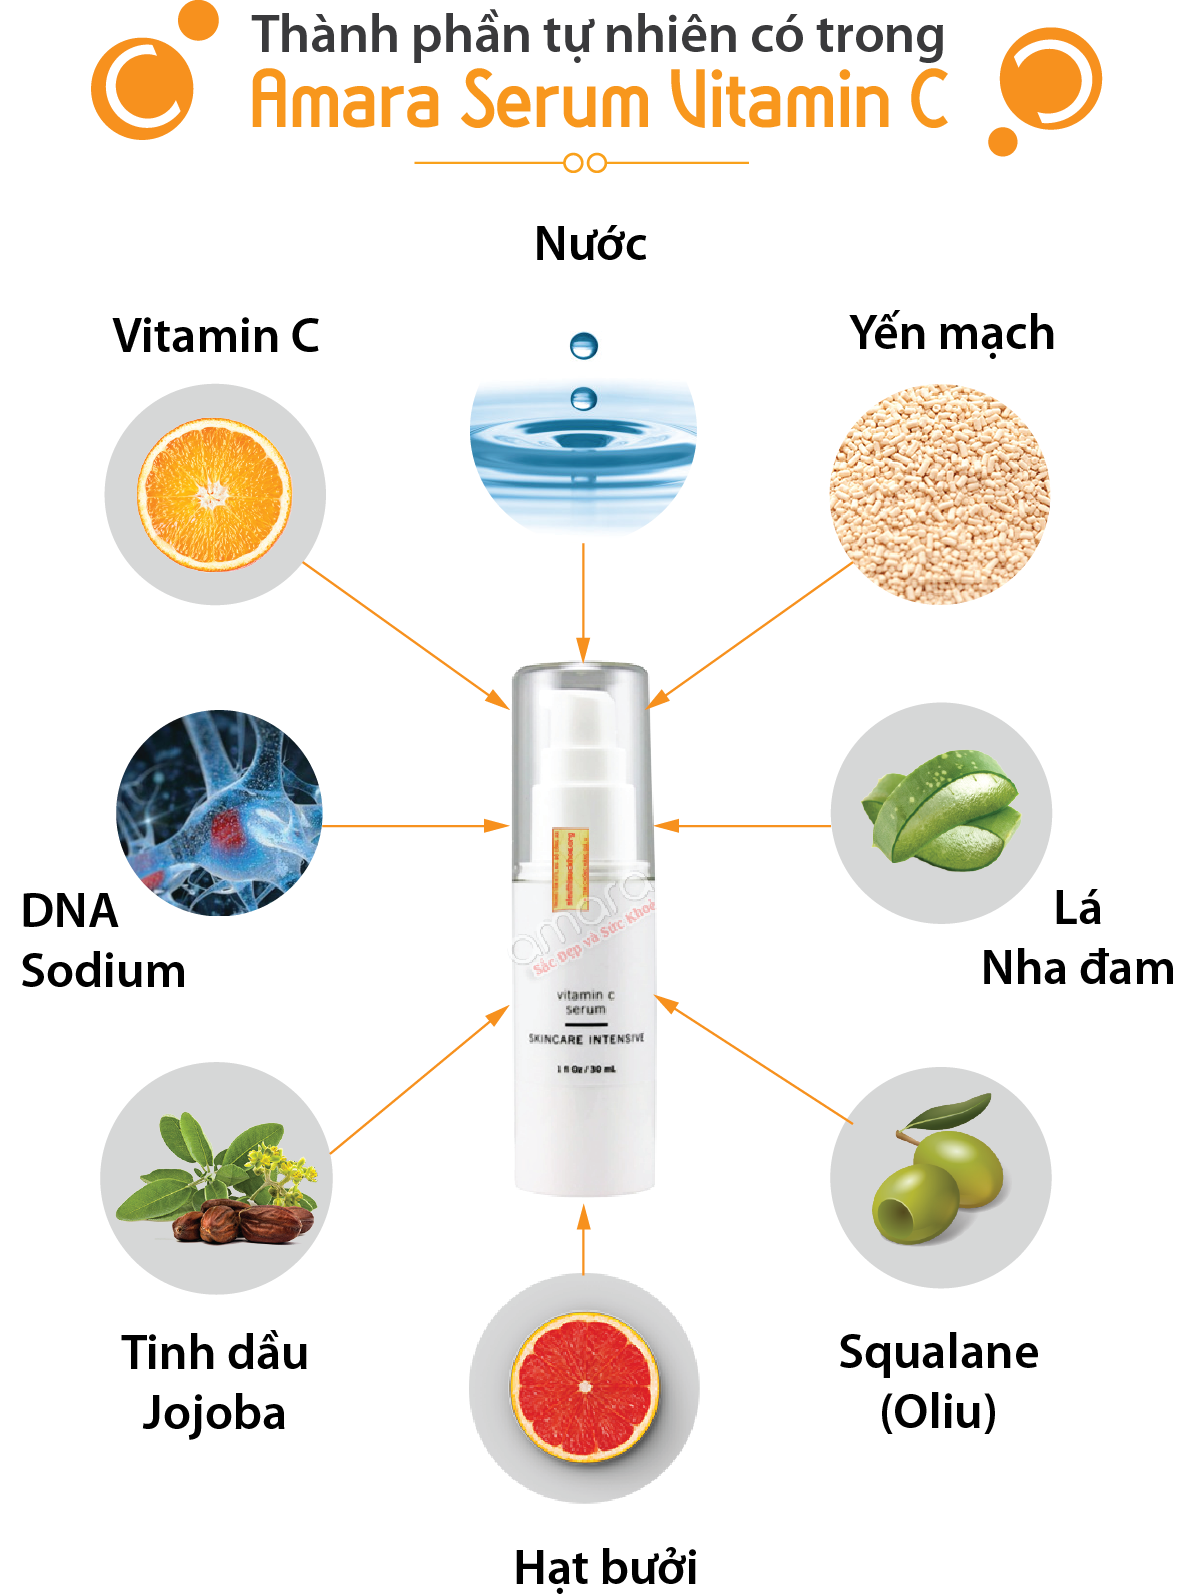 Thành phần tự nhiên có trong
Amara Serum Vitamin C
Nước
Vitamin C
Yến mạch
DNA
Sodium
Lá
Nha đam
amara
Sắc Đẹp và Sức Khoẻ
vitamin c
serum
SKINCARE INTENSIVE
1 fl Oz / 30 mL
Tinh dầu
Jojoba
Squalane
(Oliu)
Hạt bưởi